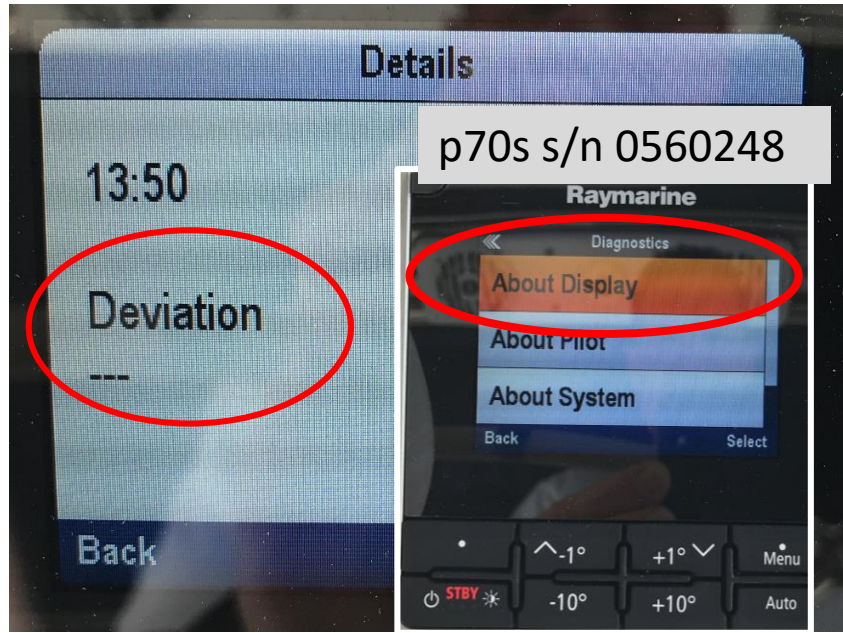 Details
p70s s/n 0560248
13:50
Deviation
---
Back
Raymarine
Diagnostics
About Display
About Pilot
About System
Back Select
-1° +1° Menu
STBY -10° +10° Auto